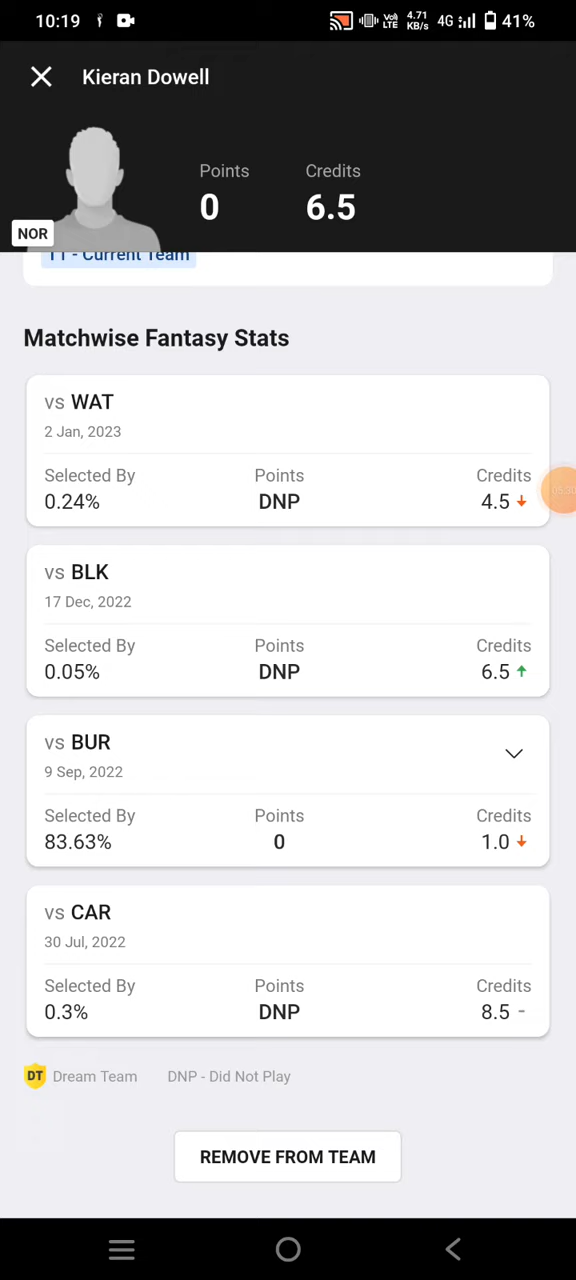 10:19 Vol LTE 4.71 KB/s 4G 41%
Kieran Dowell
Points Credits
0 6.5
NOR
T1 - Current Team
Matchwise Fantasy Stats
vs WAT
2 Jan, 2023
Selected By Points Credits
0.24% DNP 4.5
vs BLK
17 Dec, 2022
Selected By Points Credits
0.05% DNP 6.5
vs BUR
9 Sep, 2022
Selected By Points Credits
83.63% 0 1.0
vs CAR
30 Jul, 2022
Selected By Points Credits
0.3% DNP 8.5 -
DT Dream Team DNP - Did Not Play
REMOVE FROM TEAM